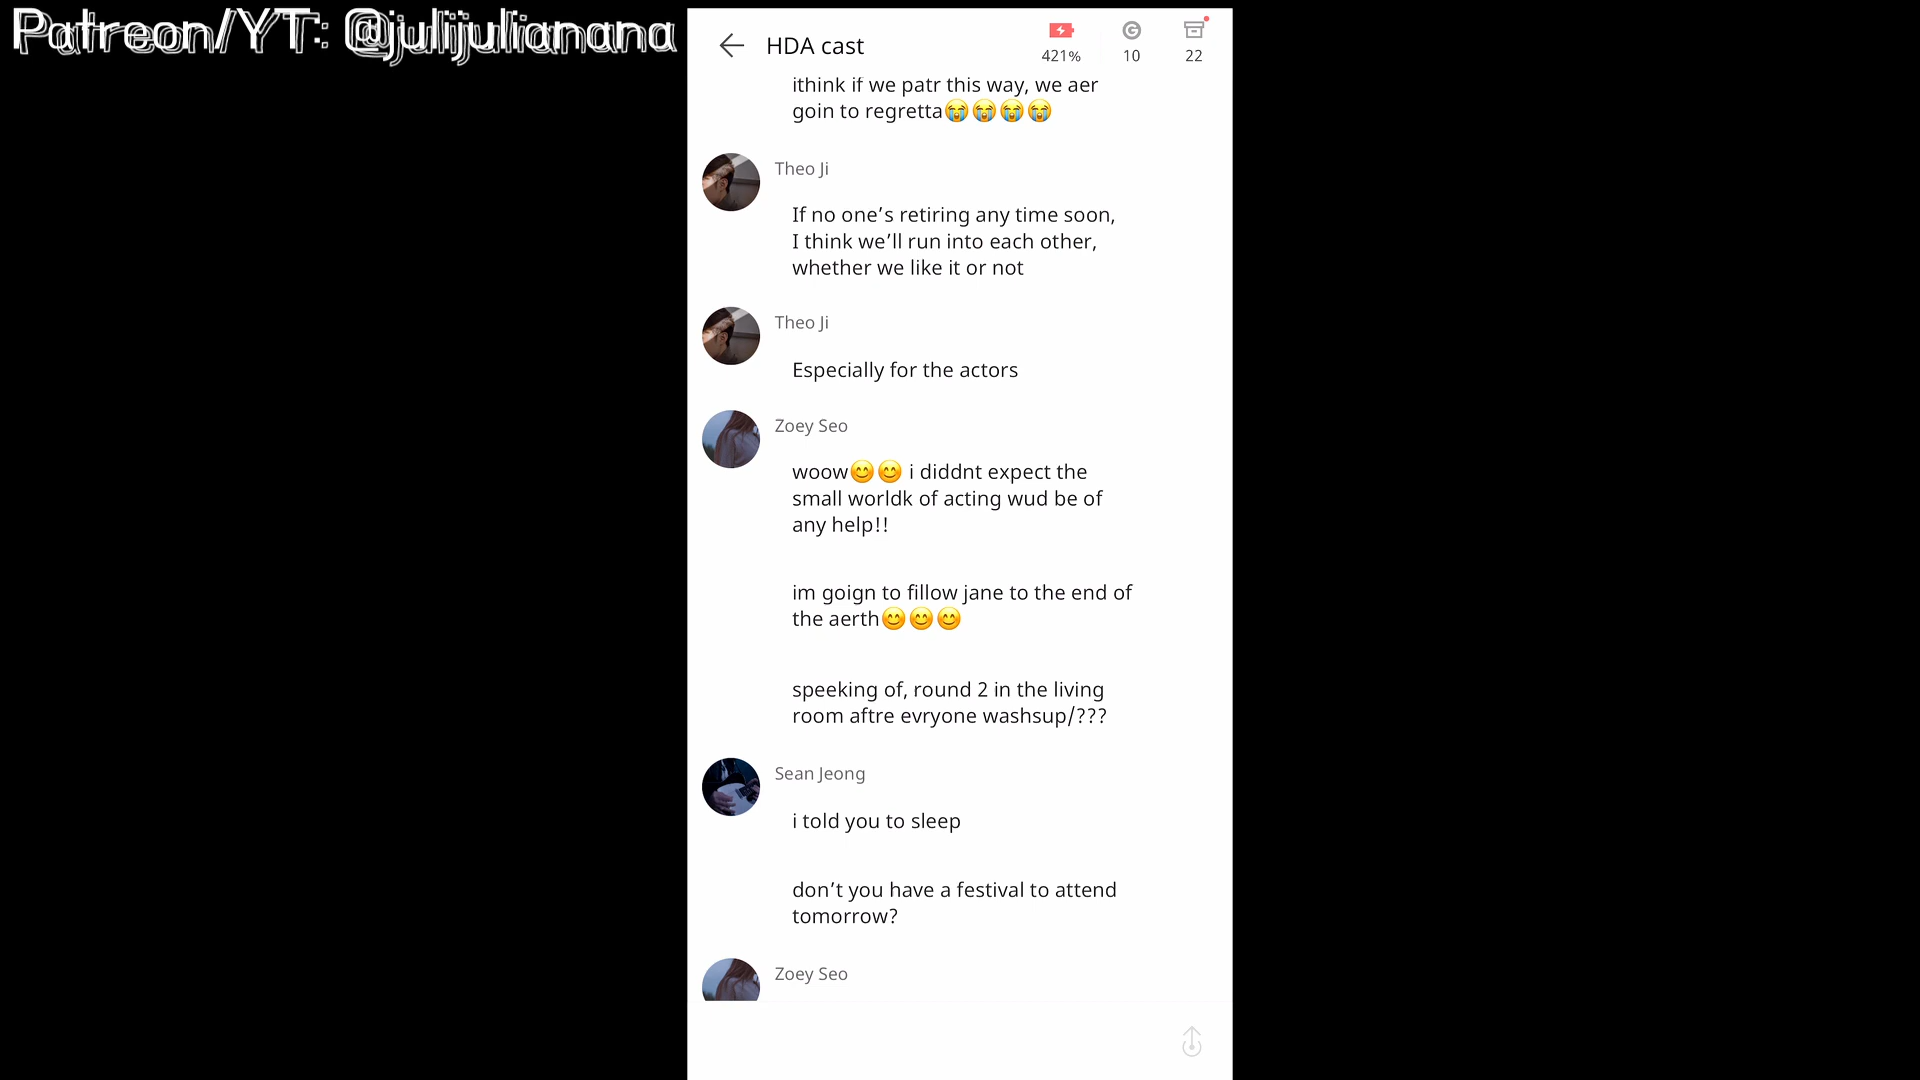 Patreon/YT: @julijulianana
HDA cast
421%
10
22
ithink if we patr this way, we aer
goin to regretta😭😭😭😭
Theo Ji
If no one’s retiring any time soon,
I think we’ll run into each other,
whether we like it or not
Theo Ji
Especially for the actors
Zoey Seo
woow😊😊 i diddnt expect the
small worldk of acting wud be of
any help!!
im goign to fillow jane to the end of
the aerth😊😊😊
speeking of, round 2 in the living
room aftre evryone washsup/???
Sean Jeong
i told you to sleep
don’t you have a festival to attend
tomorrow?
Zoey Seo